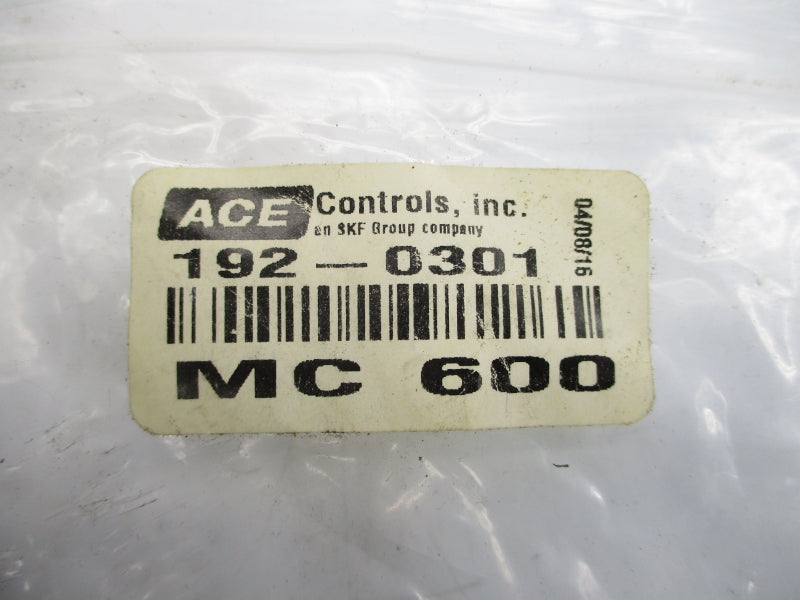 ACE Controls, inc.
an SKF Group company
192-0301
MC 600
04/08/16